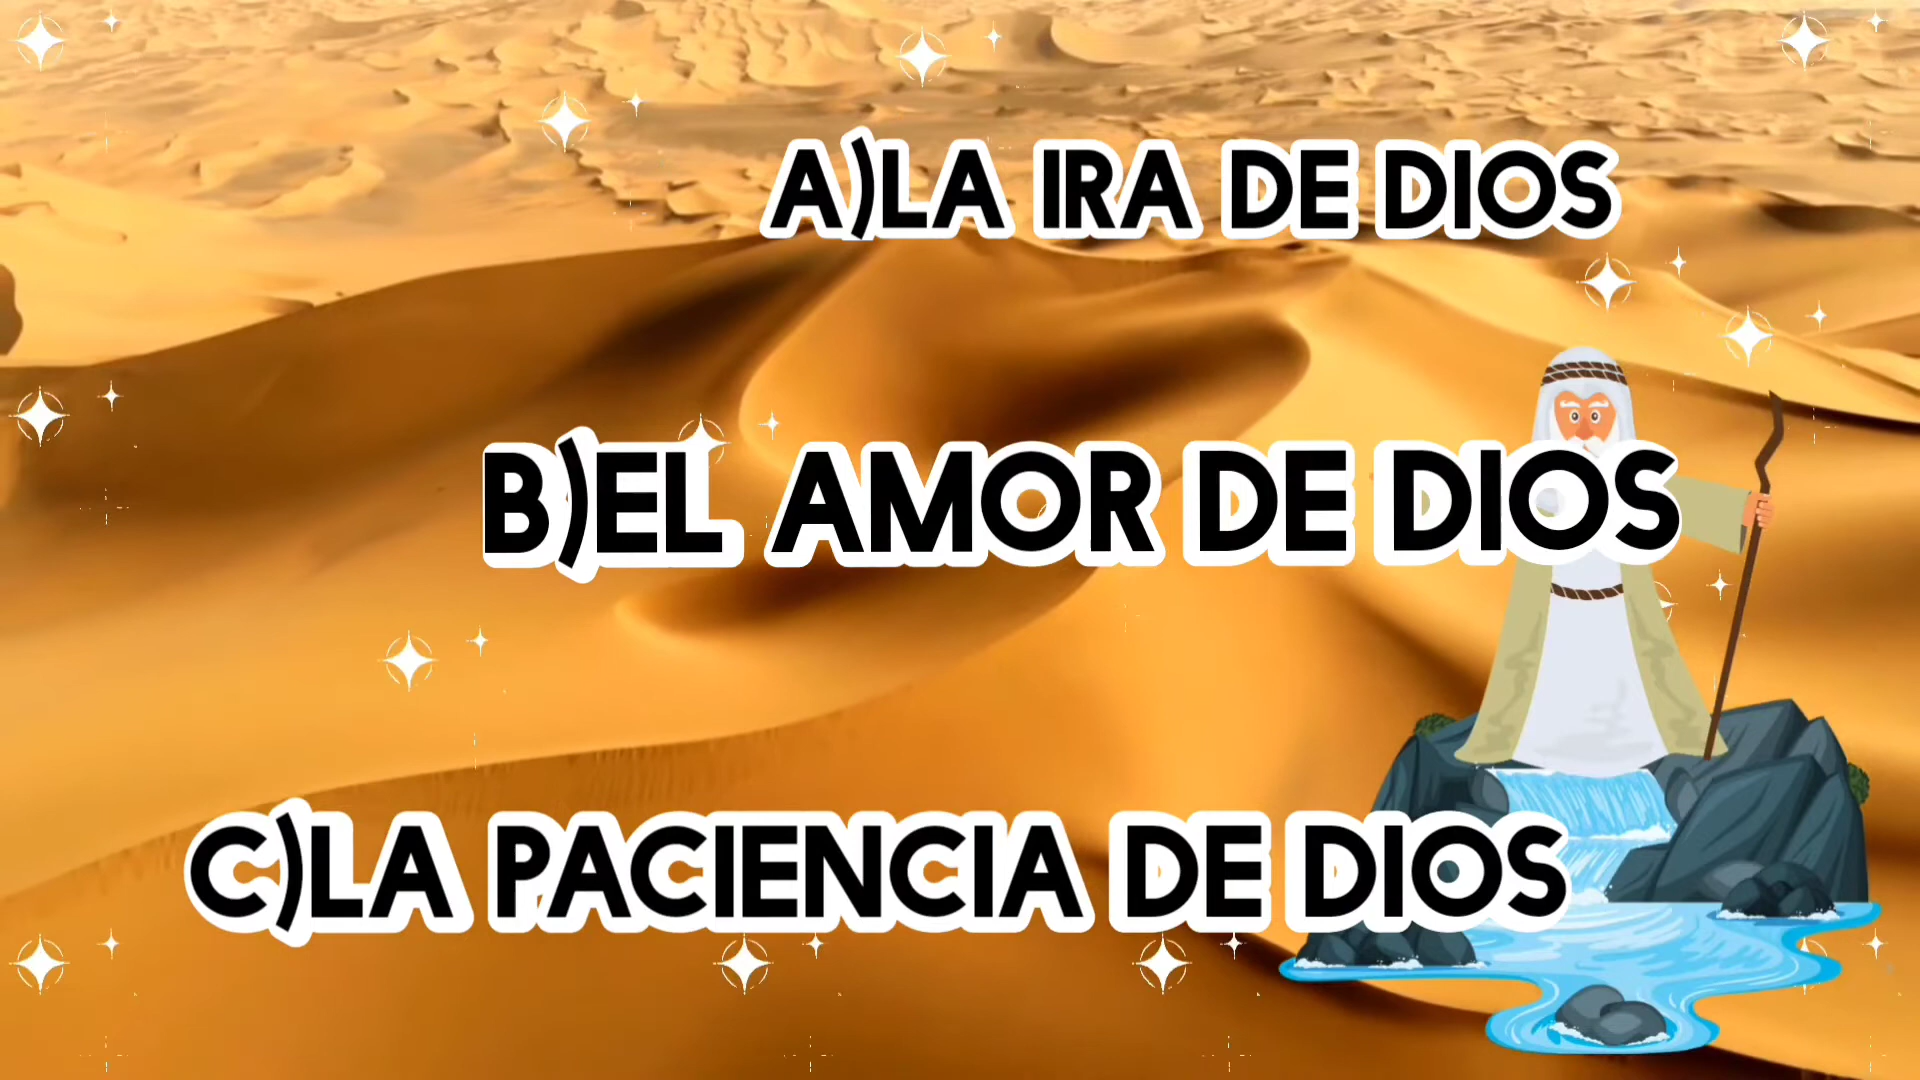 A)LA IRA DE DIOS
B)EL AMOR DE DIOS
C)LA PACIENCIA DE DIOS